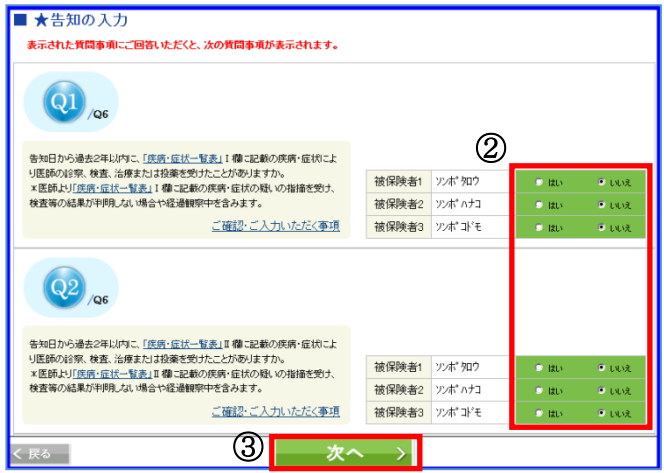 ■ ★告知の入力
表示された質問事項にご回答いただくと、次の質問事項が表示されます。
Q1/Q6
②
告知日から過去2年以内に、「疾病・症状一覧表」Ⅰ欄に記載の疾病・症状によ
り医師の診察、検査、治療または投薬を受けたことがありますか。
*医師より「疾病・症状一覧表」Ⅰ欄に記載の疾病・症状の疑いの指摘を受け、
検査等の結果が判明しない場合や経過観察中を含みます。
ご確認・ご入力いただく事項
被保険者1 ソンポ タロウ はい いいえ
被保険者2 ソンポ ハナコ はい いいえ
被保険者3 ソンポ コドモ はい いいえ
Q2/Q6
告知日から過去2年以内に、「疾病・症状一覧表」Ⅱ欄に記載の疾病・症状によ
り医師の診察、検査、治療または投薬を受けたことがありますか。
*医師より「疾病・症状一覧表」Ⅱ欄に記載の疾病・症状の疑いの指摘を受け、
検査等の結果が判明しない場合や経過観察中を含みます。
ご確認・ご入力いただく事項
被保険者1 ソンポ タロウ はい いいえ
被保険者2 ソンポ ハナコ はい いいえ
被保険者3 ソンポ コドモ はい いいえ
< 戻る
③
次へ >